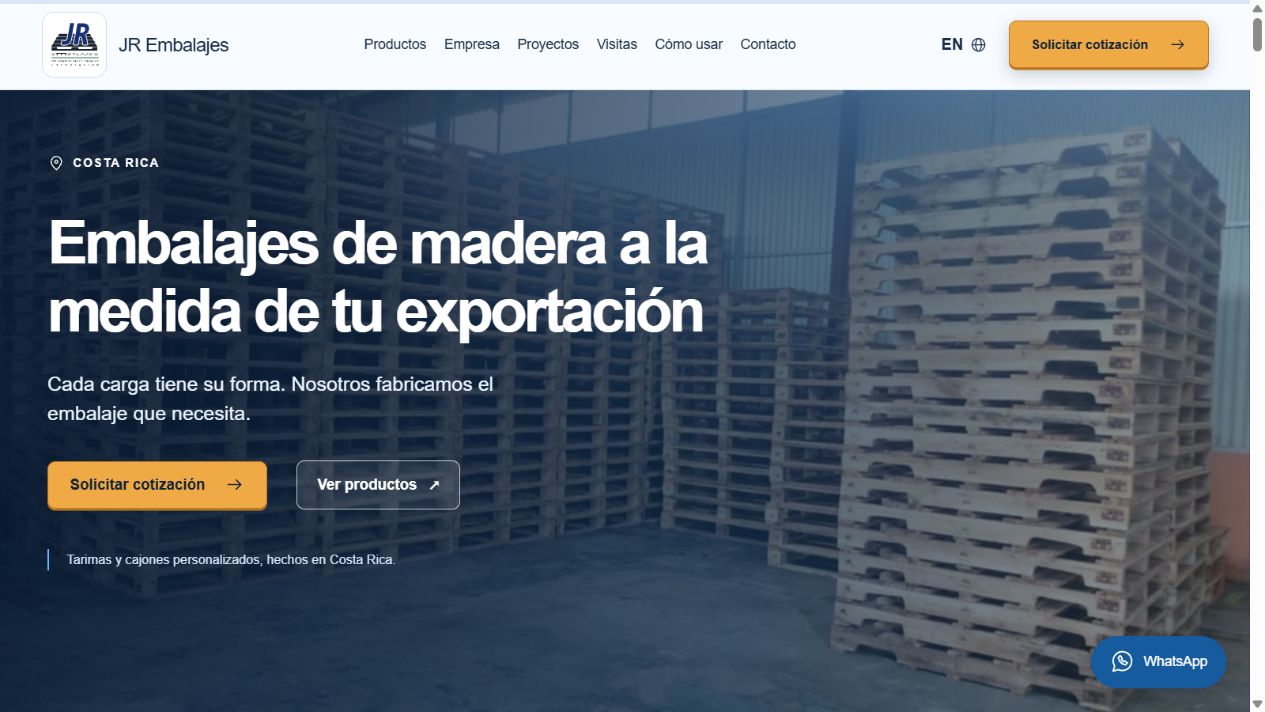 JR
JR Embalajes
Productos
Empresa
Proyectos
Visitas
Cómo usar
Contacto
EN
Solicitar cotización
COSTA RICA
Embalajes de madera a la
medida de tu exportación
Cada carga tiene su forma. Nosotros fabricamos el
embalaje que necesita.
Solicitar cotización
Ver productos
Tarimas y cajones personalizados, hechos en Costa Rica.
WhatsApp